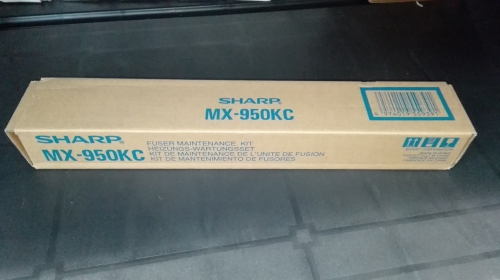 SHARP
MX-950KC
SHARP
MX-950KC
FUSER MAINTENANCE KIT
HEIZUNGS-WARTUNGSSET
KIT DE MAINTENANCE DE L'UNITE DE FUSION
KIT DE MANTENIMIENTO DE FUSORES